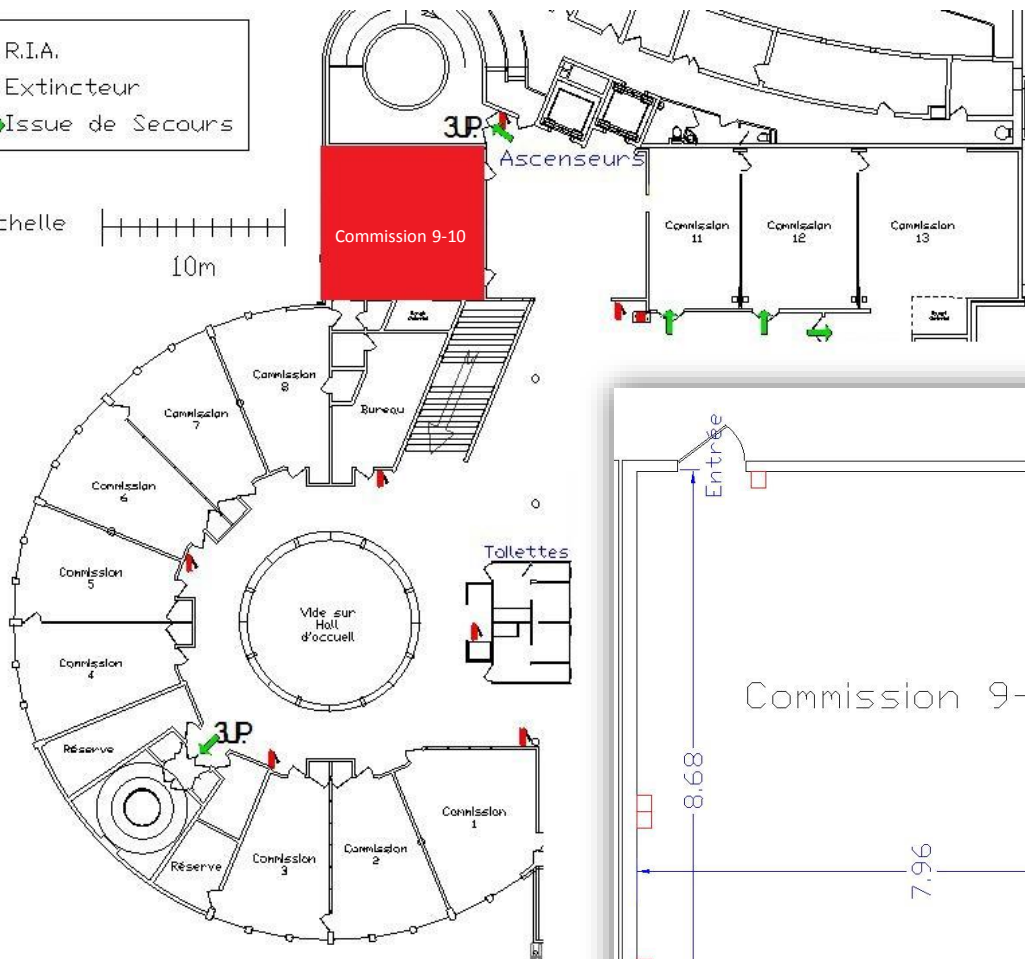 R.I.A.
Extincteur
Issue de Secours
chelle
10m
3U.P.
Ascenseurs
Commission 9-10
Commission
11
Commission
12
Commission
13
Commission
8
Bureau
Commission
7
Commission
6
Commission
5
Commission
4
Toilettes
Vide sur
Hall
d'accueil
3U.P.
Réserve
Réserve
Commission
3
Commission
2
Commission
1
Entrée
Commission 9-
8.68
7.96